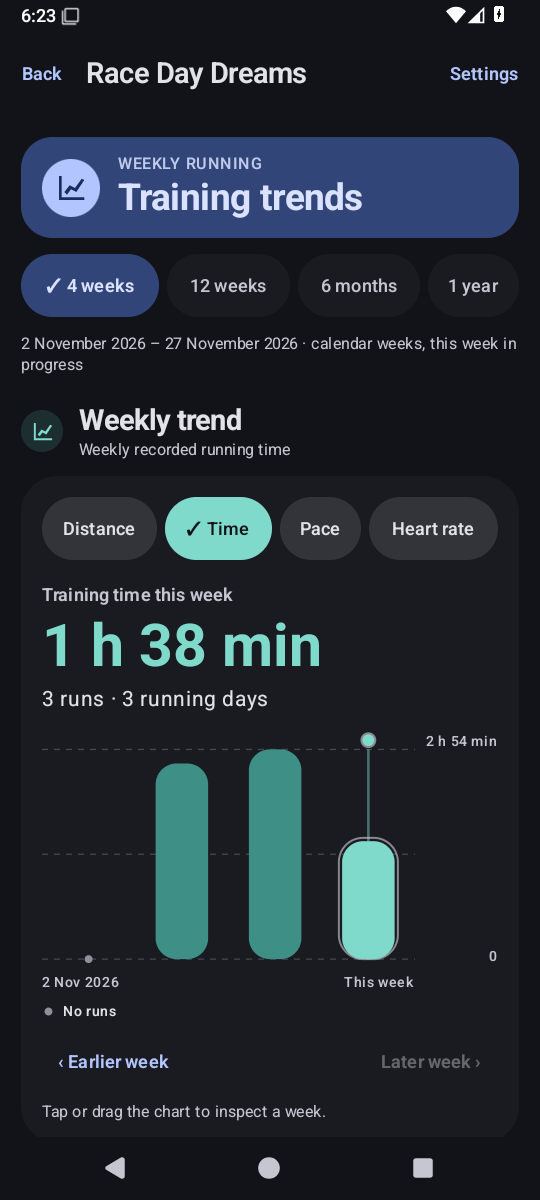 6:23
Back Race Day Dreams Settings
WEEKLY RUNNING
Training trends
✓ 4 weeks 12 weeks 6 months 1 year
2 November 2026 – 27 November 2026 · calendar weeks, this week in
progress
Weekly trend
Weekly recorded running time
Distance ✓ Time Pace Heart rate
Training time this week
1 h 38 min
3 runs · 3 running days
2 h 54 min
0
2 Nov 2026 This week
No runs
‹ Earlier week Later week ›
Tap or drag the chart to inspect a week.